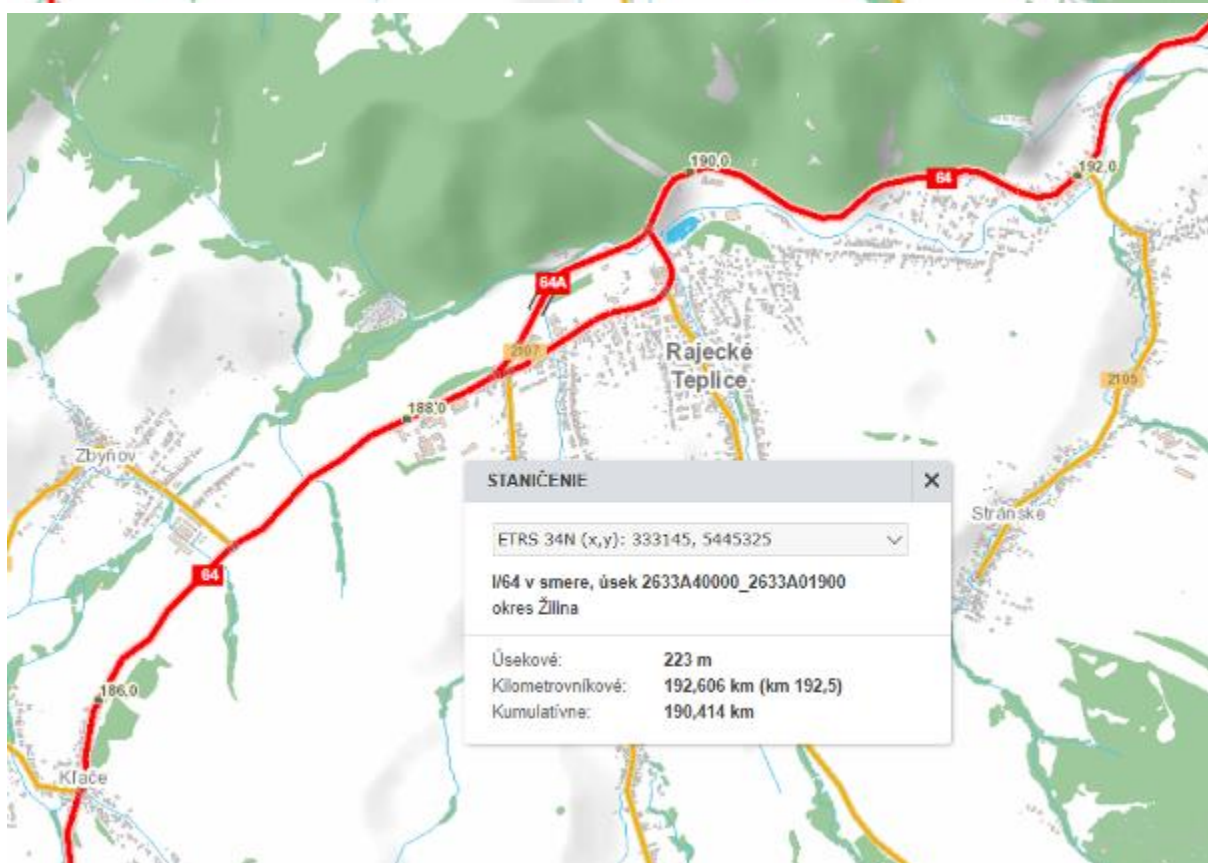 190,0
64
192,0
64A
2107
Rajecké
Teplice
188,0
2105
Zbyňov
STANIČENIE
ETRS 34N (x,y): 333145, 5445325
I/64 v smere, úsek 2633A40000_2633A01900
okres Žilina
Úsekové: 223 m
Kilometrovníkové: 192,606 km (km 192,5)
Kumulatívne: 190,414 km
Stránske
64
186,0
Kľače